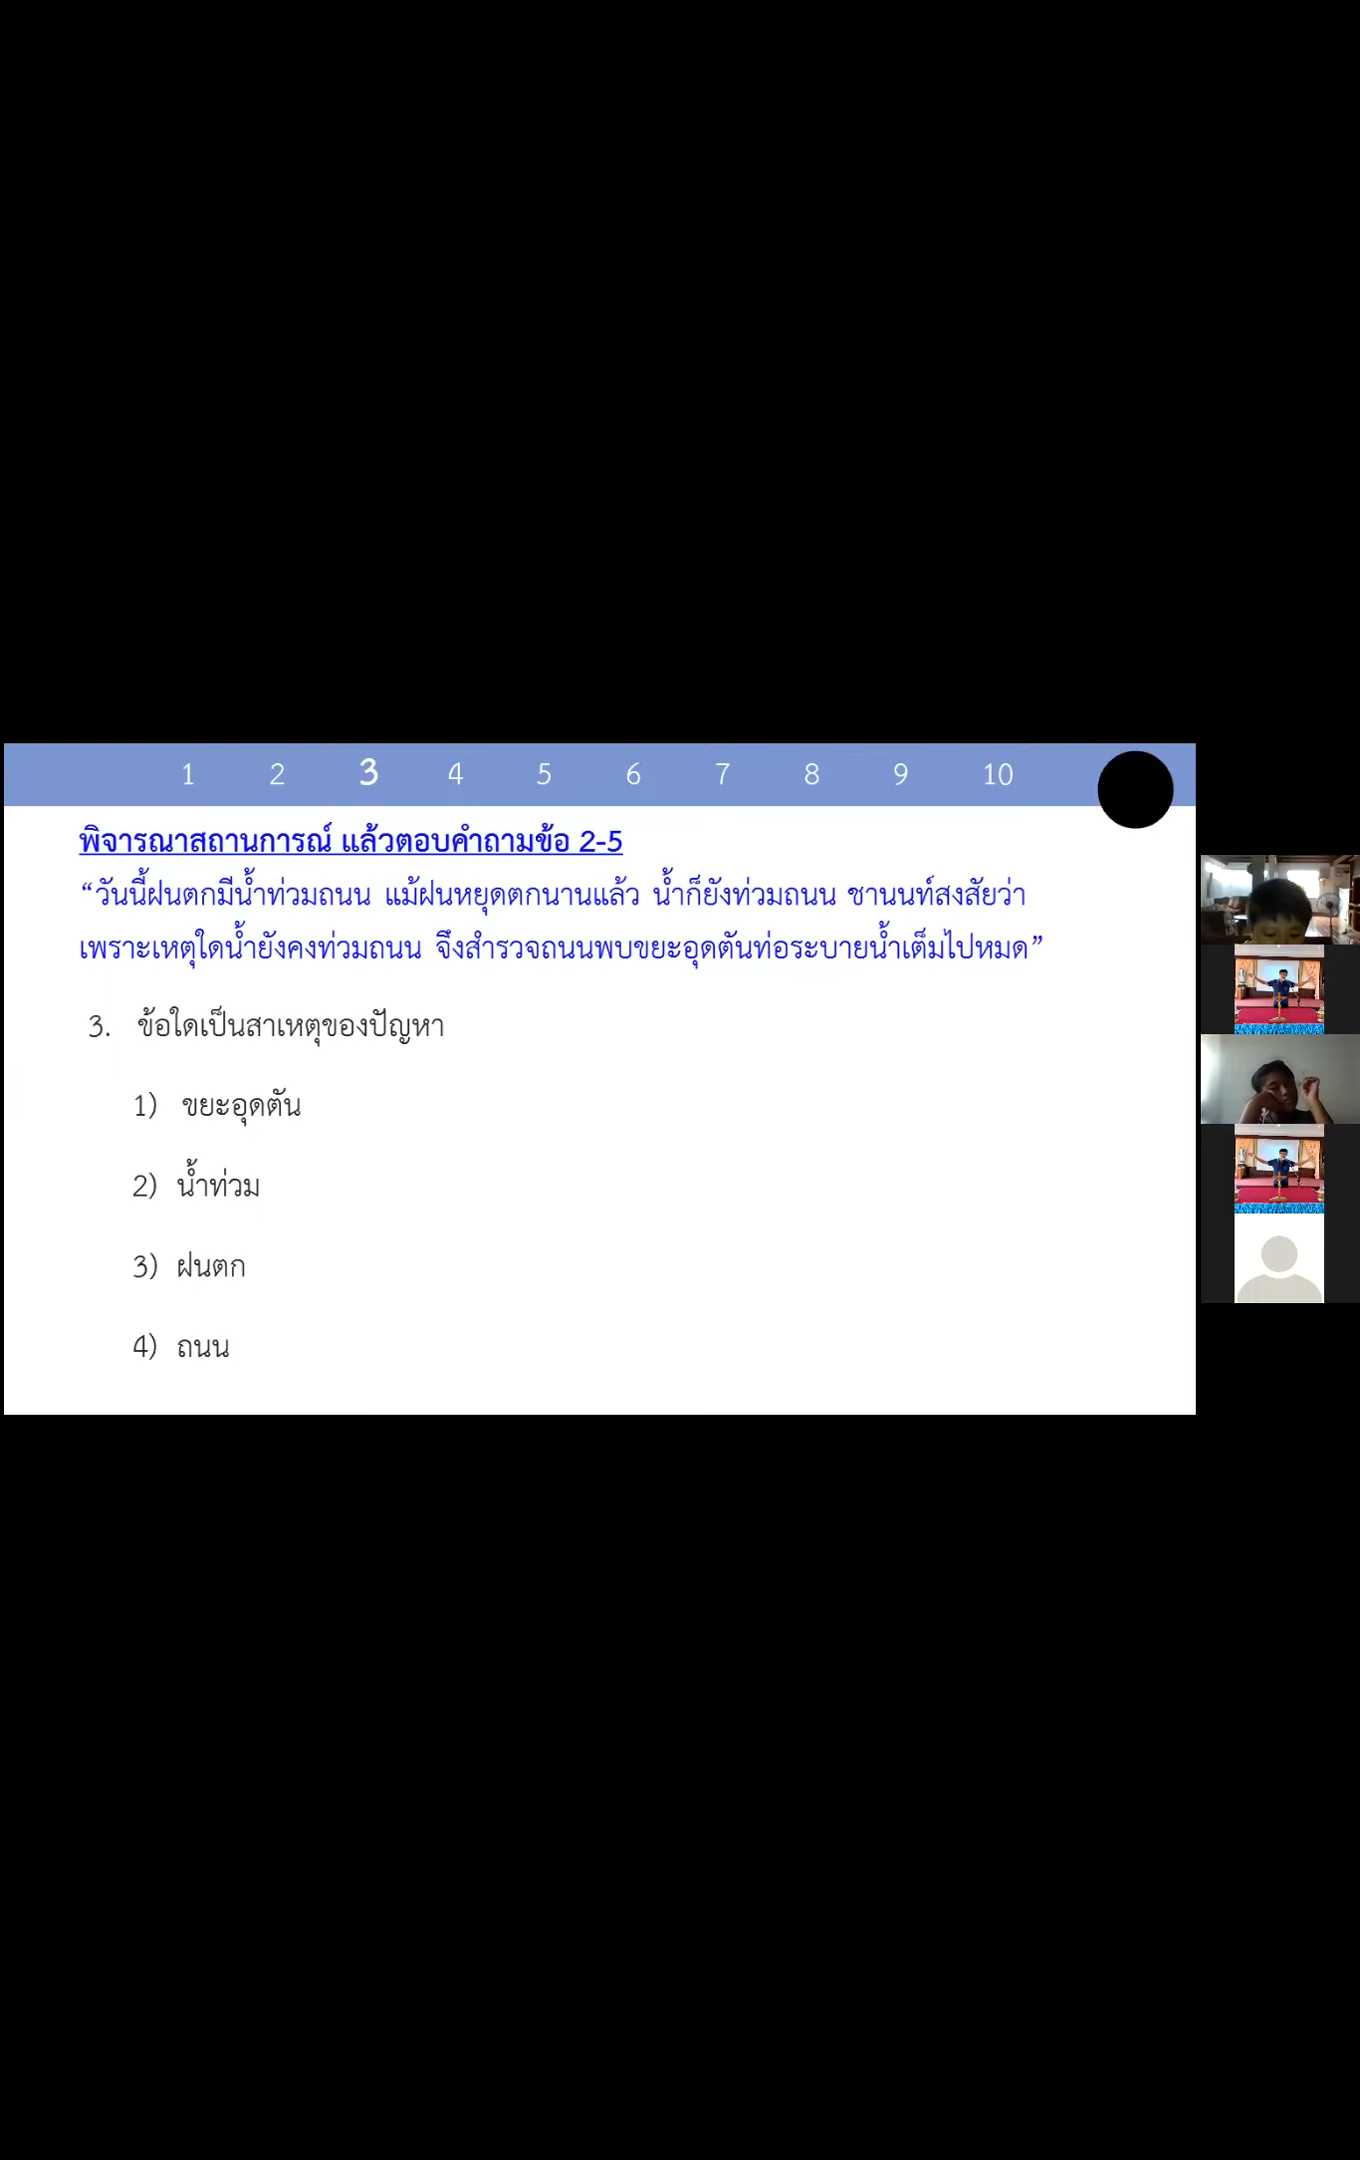 1 2 3 4 5 6 7 8 9 10
พิจารณาสถานการณ์ แล้วตอบคำถามข้อ 2-5
“วันนี้ฝนตกมีน้ำท่วมถนน แม้ฝนหยุดตกนานแล้ว น้ำก็ยังท่วมถนน ชานนท์สงสัยว่า
เพราะเหตุใดน้ำยังคงท่วมถนน จึงสำรวจถนนพบขยะอุดตันท่อระบายน้ำเต็มไปหมด”
3. ข้อใดเป็นสาเหตุของปัญหา
1) ขยะอุดตัน
2) น้ำท่วม
3) ฝนตก
4) ถนน